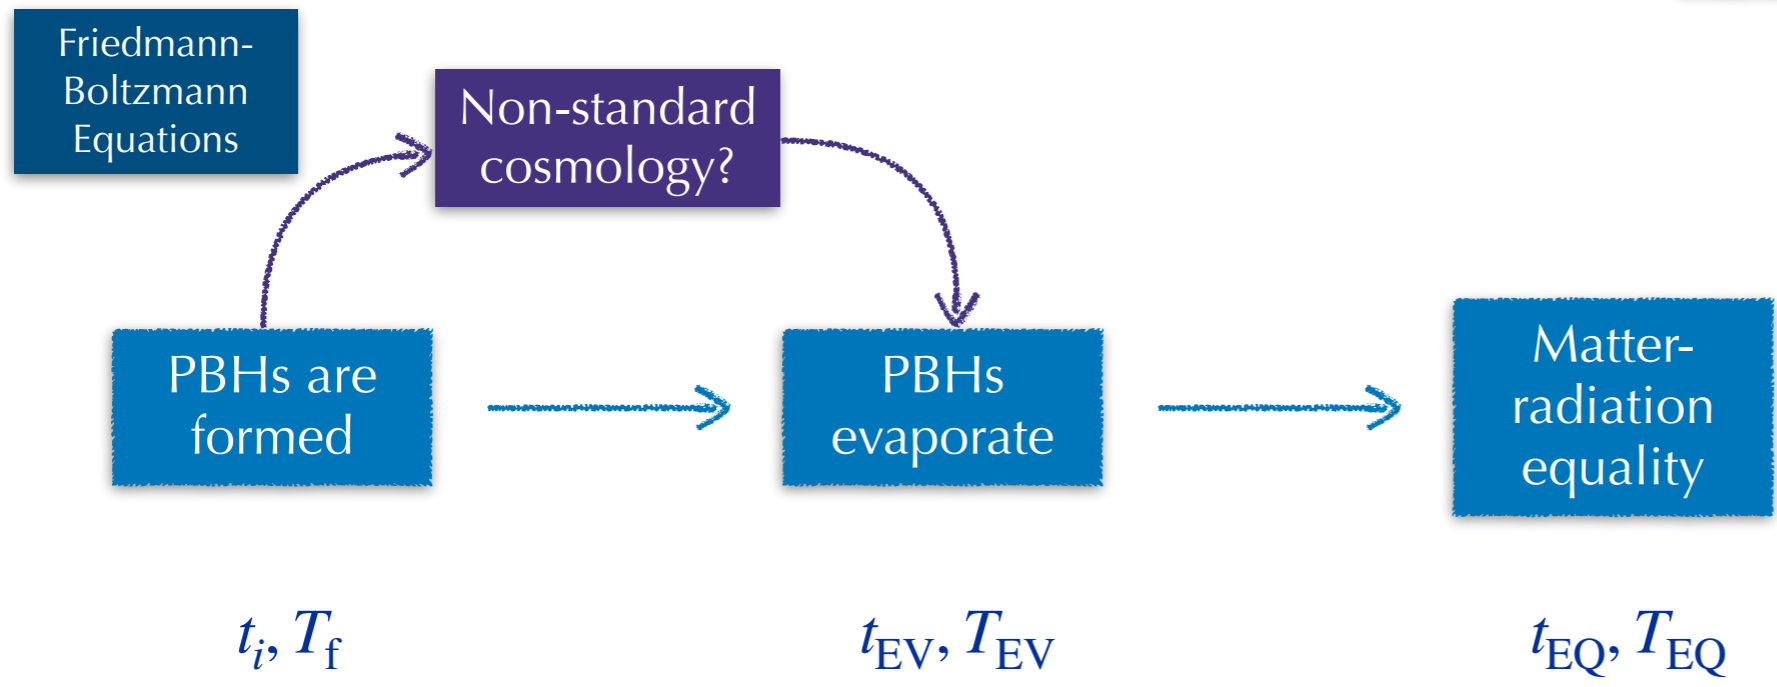 Friedmann-
Boltzmann
Equations
Non-standard
cosmology?
PBHs are
formed
PBHs
evaporate
Matter-
radiation
equality
t_i, T_f
t_EV, T_EV
t_EQ, T_EQ